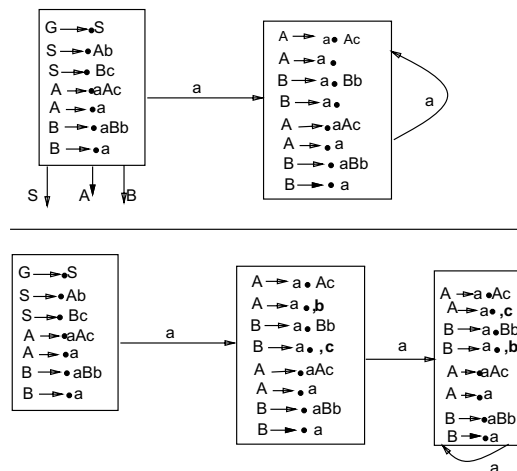 G → •S
S → •Ab
S → • Bc
A → •aAc
A → •a
B → • aBb
B → • a
S
A
B
a
A → a • Ac
A → a •
B → a • Bb
B → a •
A → •aAc
A → • a
B → • aBb
B → • a
a
G → •S
S → • Ab
S → • Bc
A → •aAc
A → •a
B → •aBb
B → •a
a
A → a • Ac
A → a • ,b
B → a • Bb
B → a • ,c
A → •aAc
A → • a
B → • aBb
B → • a
a
A → a•Ac
A → a• ,c
B → a•Bb
B → a• ,b
A → •aAc
A → •a
B → •aBb
B → • a
a